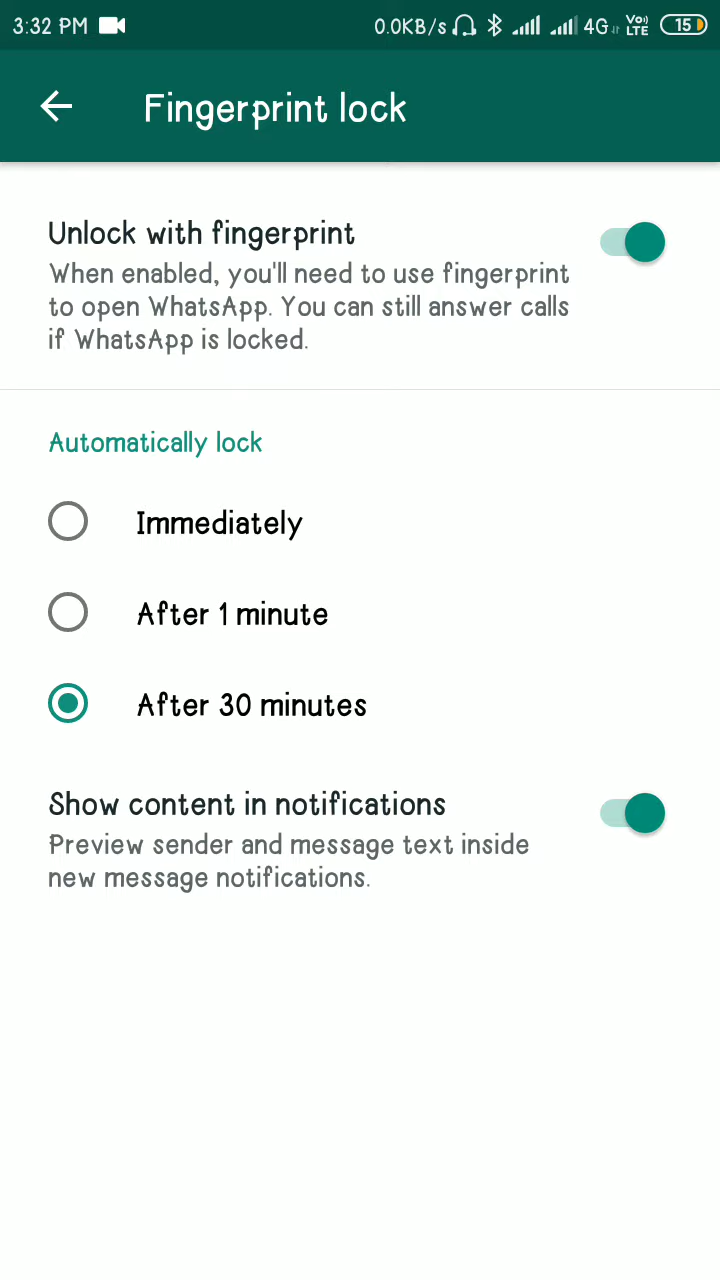 3:32 PM 0.0KB/s 4G VoLTE 15
Fingerprint lock
Unlock with fingerprint
When enabled, you'll need to use fingerprint
to open WhatsApp. You can still answer calls
if WhatsApp is locked.
Automatically lock
Immediately
After 1 minute
After 30 minutes
Show content in notifications
Preview sender and message text inside
new message notifications.